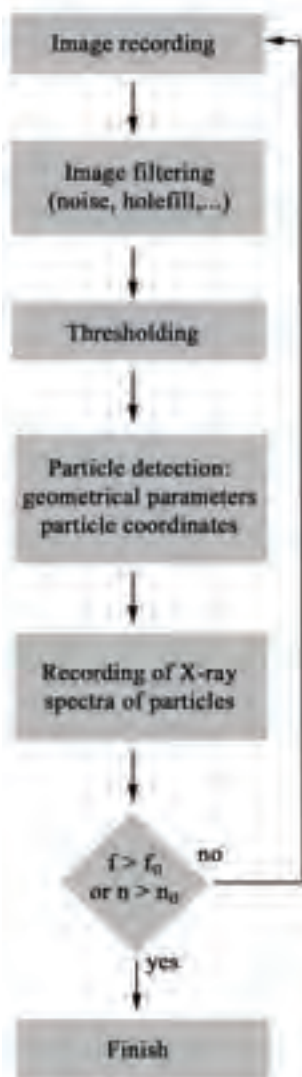 Image recording
Image filtering
(noise, holefill,...)
Thresholding
Particle detection:
geometrical parameters
particle coordinates
Recording of X-ray
spectra of particles
f > f₀
or n > n₀
no
yes
Finish